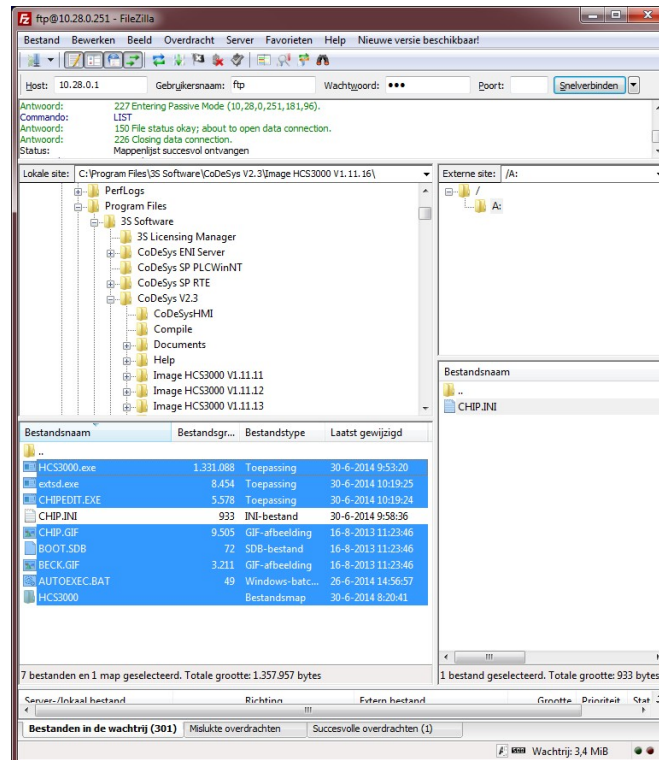 ftp@10.28.0.251 - FileZilla
Bestand Bewerken Beeld Overdracht Server Favorieten Help Nieuwe versie beschikbaar!
Host: 10.28.0.1 Gebruikersnaam: ftp Wachtwoord: ●●● Poort: Snelverbinden
Antwoord: 227 Entering Passive Mode (10,28,0,251,181,96).
Commando: LIST
Antwoord: 150 File status okay; about to open data connection.
Antwoord: 226 Closing data connection.
Status: Mappenlijst succesvol ontvangen
Lokale site: C:\Program Files\3S Software\CoDeSys V2.3\Image HCS3000 V1.11.16\
PerfLogs
Program Files
3S Software
3S Licensing Manager
CoDeSys ENI Server
CoDeSys SP PLCWinNT
CoDeSys SP RTE
CoDeSys V2.3
CoDeSysHMI
Compile
Documents
Help
Image HCS3000 V1.11.11
Image HCS3000 V1.11.12
Image HCS3000 V1.11.13
Externe site: /A:
/
A:
Bestandsnaam Bestandsgr... Bestandstype Laatst gewijzigd
..
HCS3000.exe 1.331.088 Toepassing 30-6-2014 9:53:20
extsd.exe 8.454 Toepassing 30-6-2014 10:19:25
CHIPEDIT.EXE 5.578 Toepassing 30-6-2014 10:19:24
CHIP.INI 933 INI-bestand 30-6-2014 9:58:36
CHIP.GIF 9.505 GIF-afbeelding 16-8-2013 11:23:46
BOOT.SDB 72 SDB-bestand 16-8-2013 11:23:46
BECK.GIF 3.211 GIF-afbeelding 16-8-2013 11:23:46
AUTOEXEC.BAT 49 Windows-batc... 26-6-2014 14:56:57
HCS3000 Bestandsmap 30-6-2014 8:20:41
7 bestanden en 1 map geselecteerd. Totale grootte: 1.357.957 bytes
Bestandsnaam
..
CHIP.INI
1 bestand geselecteerd. Totale grootte: 933 bytes
Server-/lokaal bestand Richting Extern bestand Grootte Prioriteit Stat
Bestanden in de wachtrij (301) Mislukte overdrachten Succesvolle overdrachten (1)
Wachtrij: 3,4 MiB